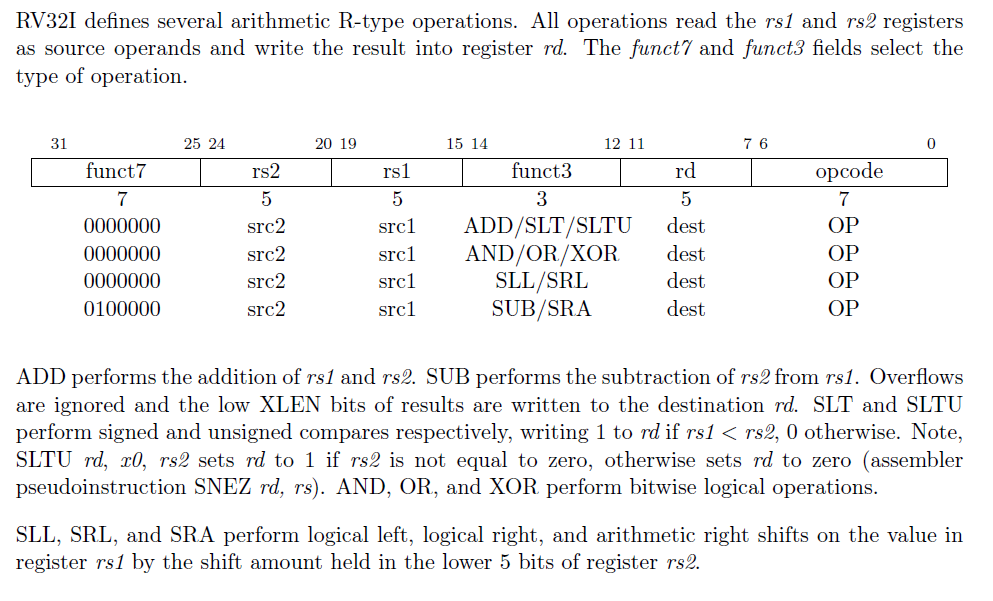 RV32I defines several arithmetic R-type operations. All operations read the rs1 and rs2 registers
as source operands and write the result into register rd. The funct7 and funct3 fields select the
type of operation.
31 25 24 20 19 15 14 12 11 7 6 0
funct7 rs2 rs1 funct3 rd opcode
7 5 5 3 5 7
0000000 src2 src1 ADD/SLT/SLTU dest OP
0000000 src2 src1 AND/OR/XOR dest OP
0000000 src2 src1 SLL/SRL dest OP
0100000 src2 src1 SUB/SRA dest OP
ADD performs the addition of rs1 and rs2. SUB performs the subtraction of rs2 from rs1. Overflows
are ignored and the low XLEN bits of results are written to the destination rd. SLT and SLTU
perform signed and unsigned compares respectively, writing 1 to rd if rs1 < rs2, 0 otherwise. Note,
SLTU rd, x0, rs2 sets rd to 1 if rs2 is not equal to zero, otherwise sets rd to zero (assembler
pseudoinstruction SNEZ rd, rs). AND, OR, and XOR perform bitwise logical operations.
SLL, SRL, and SRA perform logical left, logical right, and arithmetic right shifts on the value in
register rs1 by the shift amount held in the lower 5 bits of register rs2.